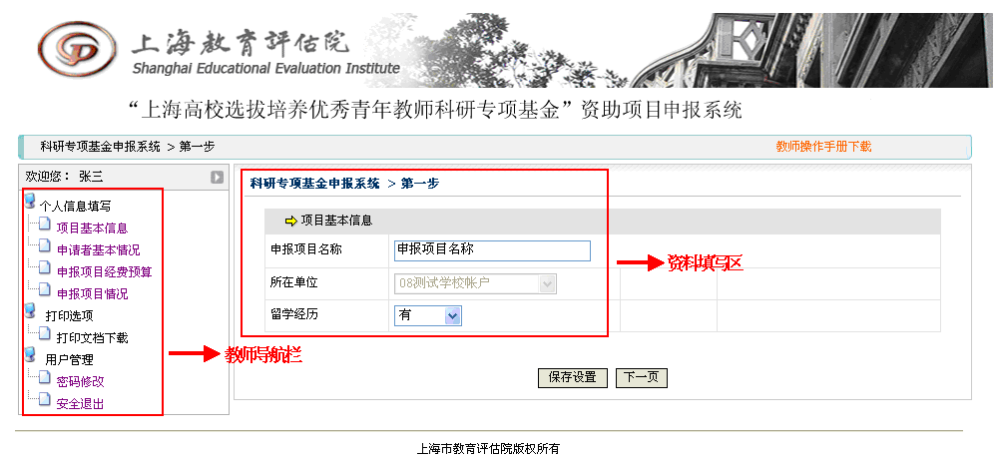 上海教育评估院
Shanghai Educational Evaluation Institute
“上海高校选拔培养优秀青年教师科研专项基金”资助项目申报系统
科研专项基金申报系统 > 第一步
教师操作手册下载
欢迎您： 张三
个人信息填写
项目基本信息
申请者基本情况
申报项目经费预算
申报项目情况
打印选项
打印文档下载
用户管理
密码修改
安全退出
教师导航栏
科研专项基金申报系统 > 第一步
项目基本信息
申报项目名称 申报项目名称
所在单位 08测试学校帐户
留学经历 有
资料填写区
保存设置 下一页
上海市教育评估院版权所有